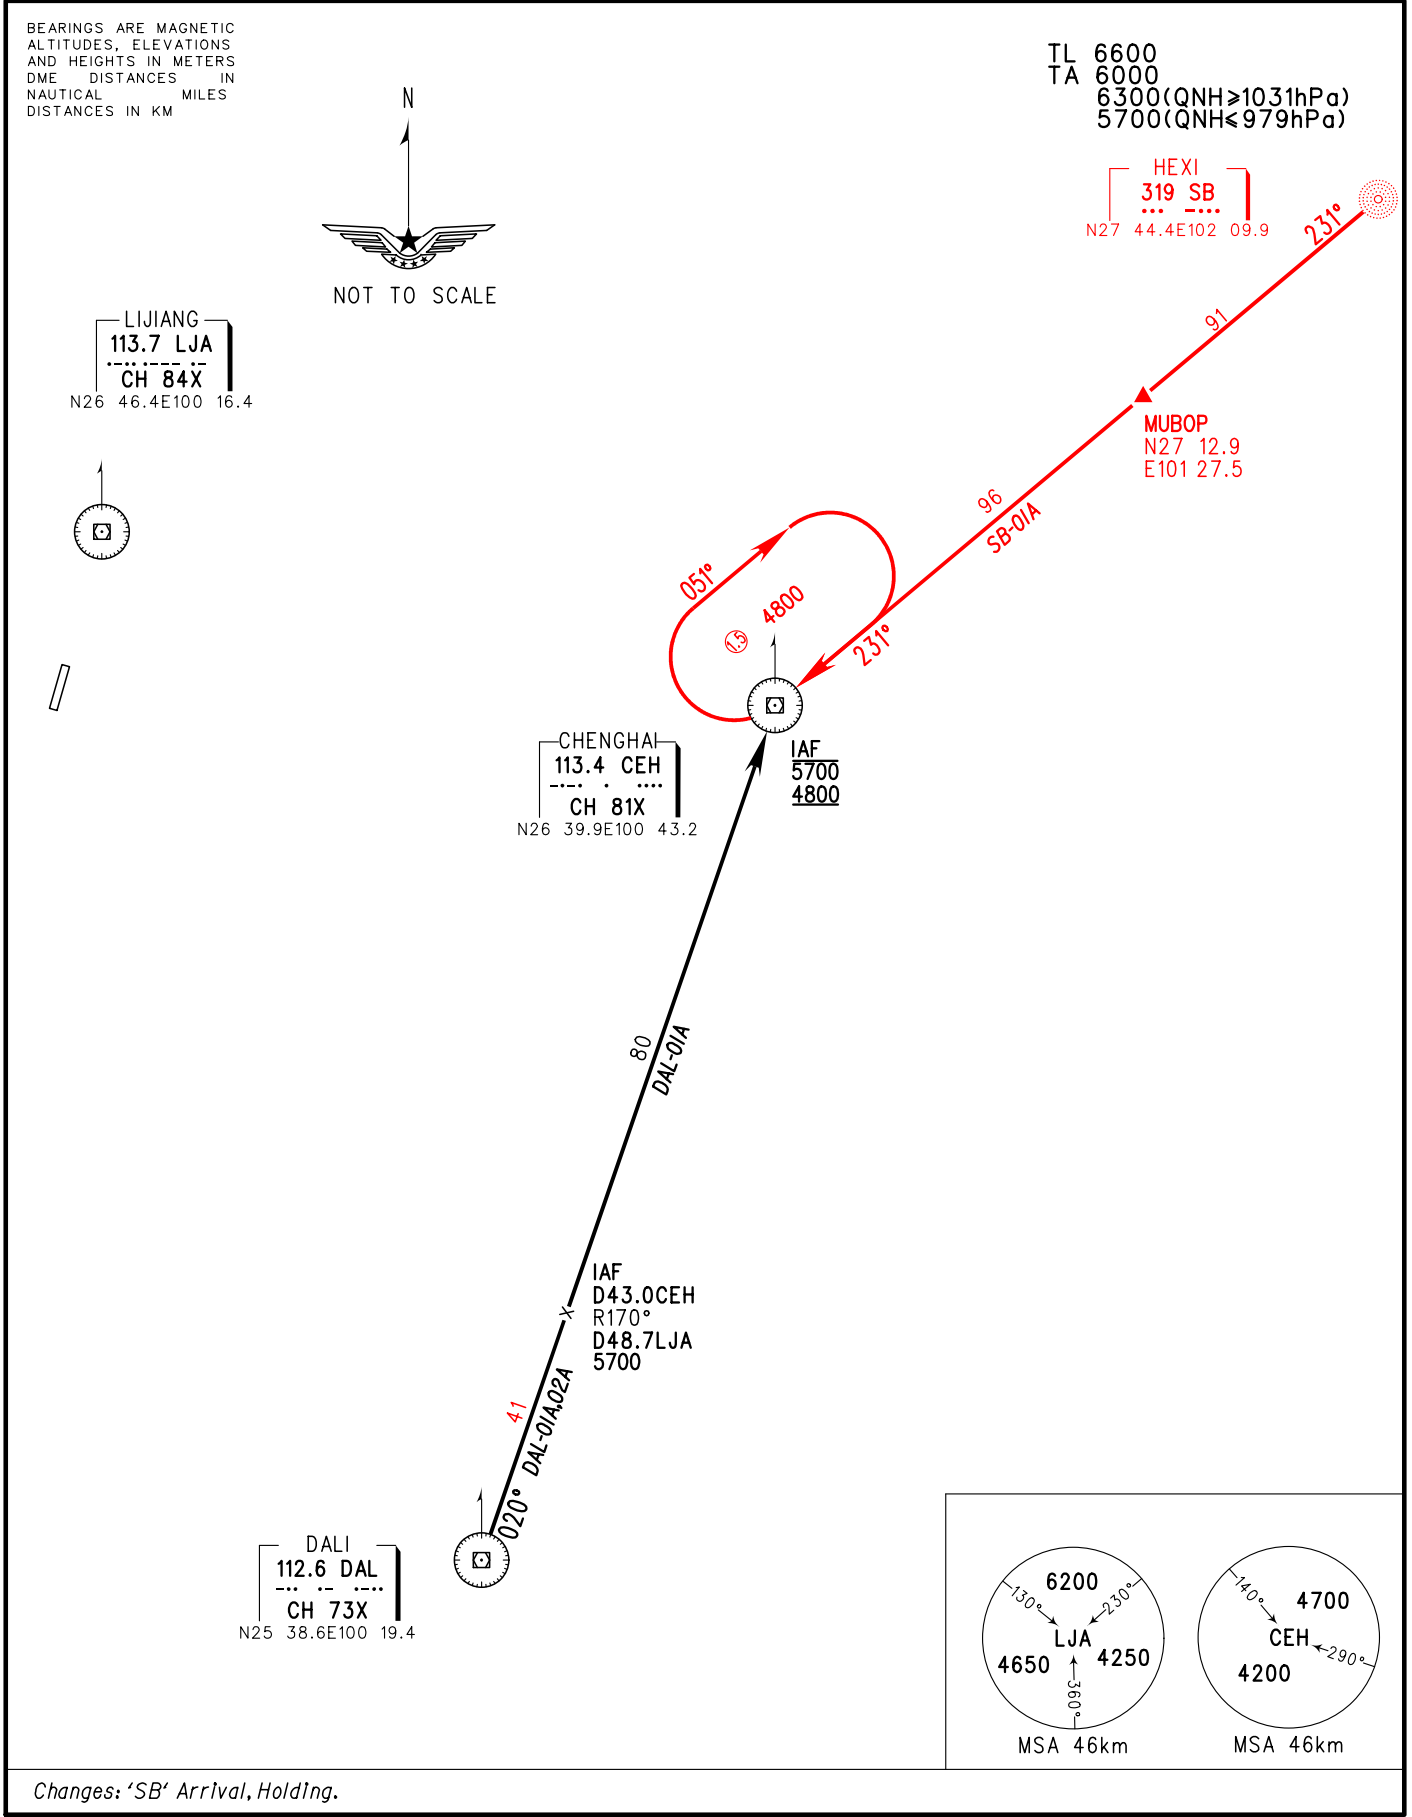 BEARINGS ARE MAGNETIC
ALTITUDES, ELEVATIONS
AND HEIGHTS IN METERS
DME DISTANCES IN
NAUTICAL MILES
DISTANCES IN KM
N
NOT TO SCALE
TL 6600
TA 6000
6300(QNH≥1031hPa)
5700(QNH≤979hPa)
HEXI
319 SB
N27 44.4E102 09.9
231°
91
LIJIANG
113.7 LJA
CH 84X
N26 46.4E100 16.4
MUBOP
N27 12.9
E101 27.5
96
SB-01A
051°
4800
1.5
231°
CHENGHAI
113.4 CEH
CH 81X
N26 39.9E100 43.2
IAF
5700
4800
80
DAL-01A
IAF
D43.0CEH
R170°
D48.7LJA
5700
41
DAL-01A,02A
020°
DALI
112.6 DAL
CH 73X
N25 38.6E100 19.4
6200
130°
230°
LJA
4650
4250
360°
MSA 46km
140°
4700
CEH
290°
4200
MSA 46km
Changes: 'SB' Arrival, Holding.